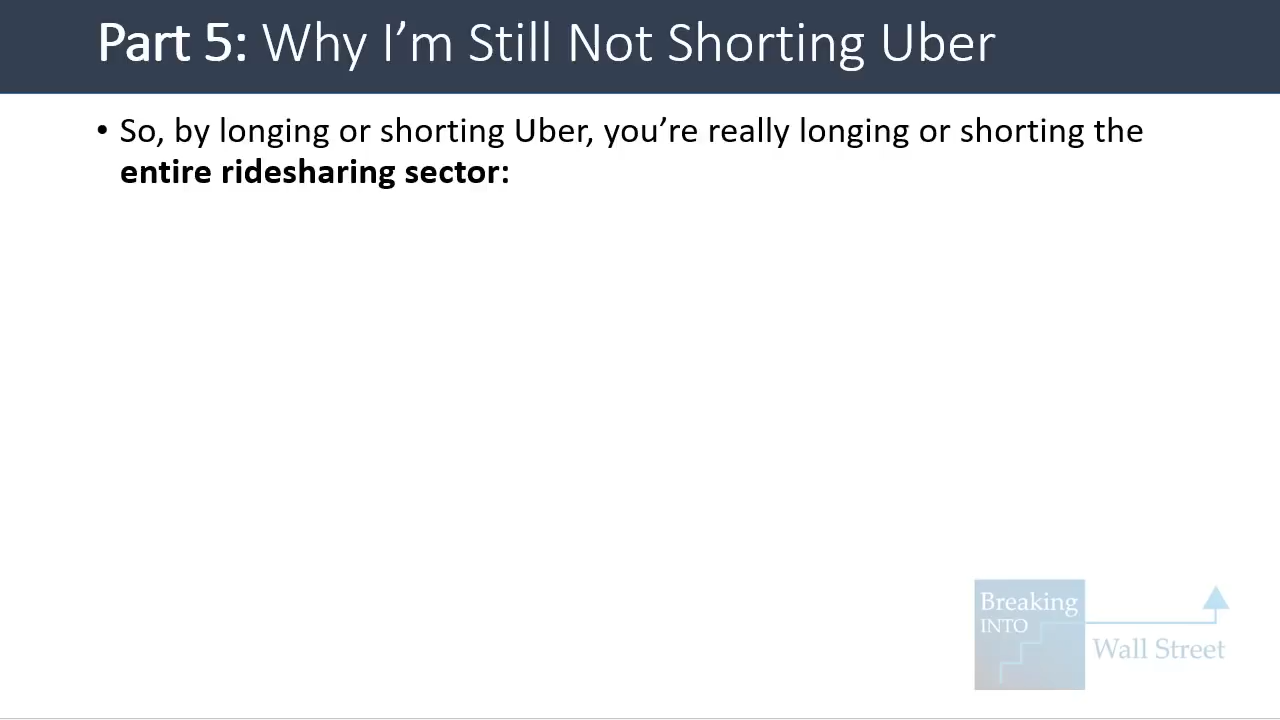 Part 5: Why I'm Still Not Shorting Uber
• So, by longing or shorting Uber, you're really longing or shorting the
entire ridesharing sector:
Breaking
INTO
Wall Street